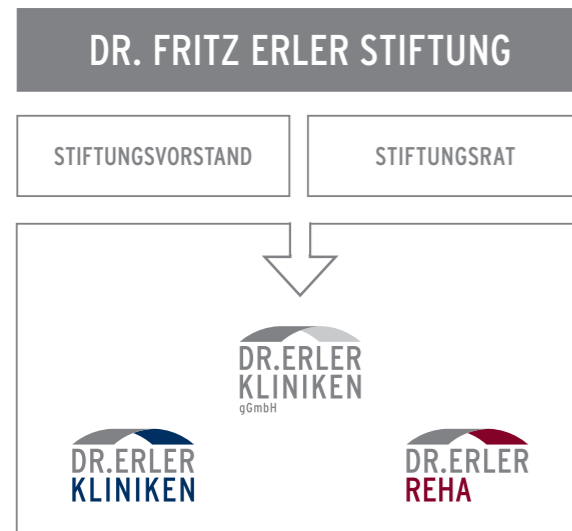 DR. FRITZ ERLER STIFTUNG
STIFTUNGSVORSTAND
STIFTUNGSRAT
DR.ERLER
KLINIKEN
gGmbH
DR.ERLER
KLINIKEN
DR.ERLER
REHA